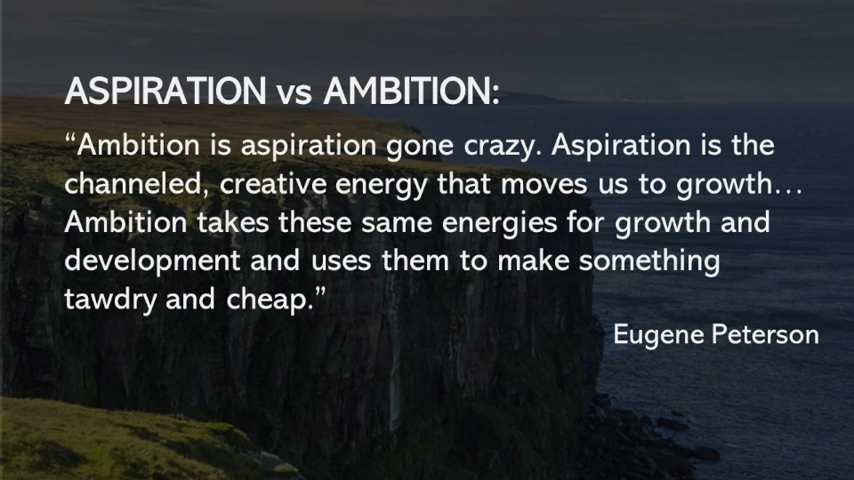 ASPIRATION vs AMBITION:
“Ambition is aspiration gone crazy. Aspiration is the
channeled, creative energy that moves us to growth…
Ambition takes these same energies for growth and
development and uses them to make something
tawdry and cheap.”
Eugene Peterson